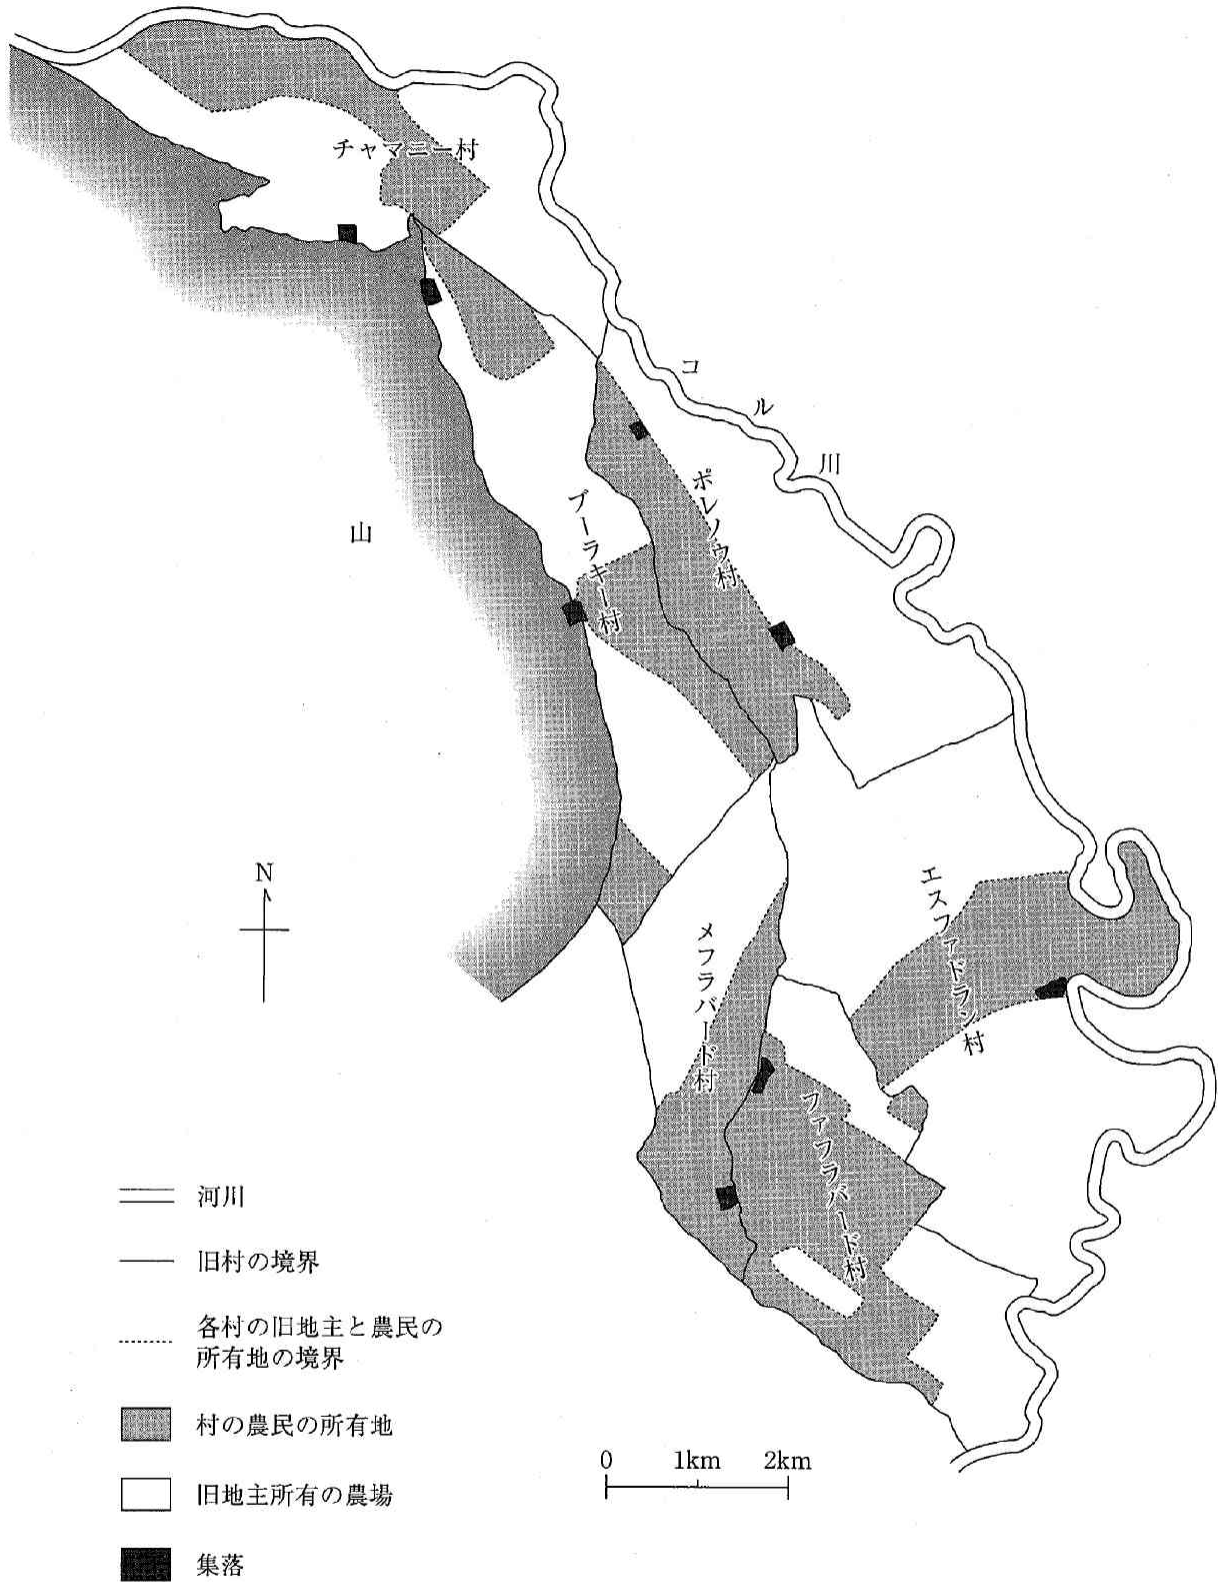 チャマニー村
コル川
ポレノウ村
ブーラキー村
山
N
エスファドラン村
メフラバード村
ファフラバード村
河川
旧村の境界
各村の旧地主と農民の
所有地の境界
村の農民の所有地
旧地主所有の農場
集落
0 1km 2km